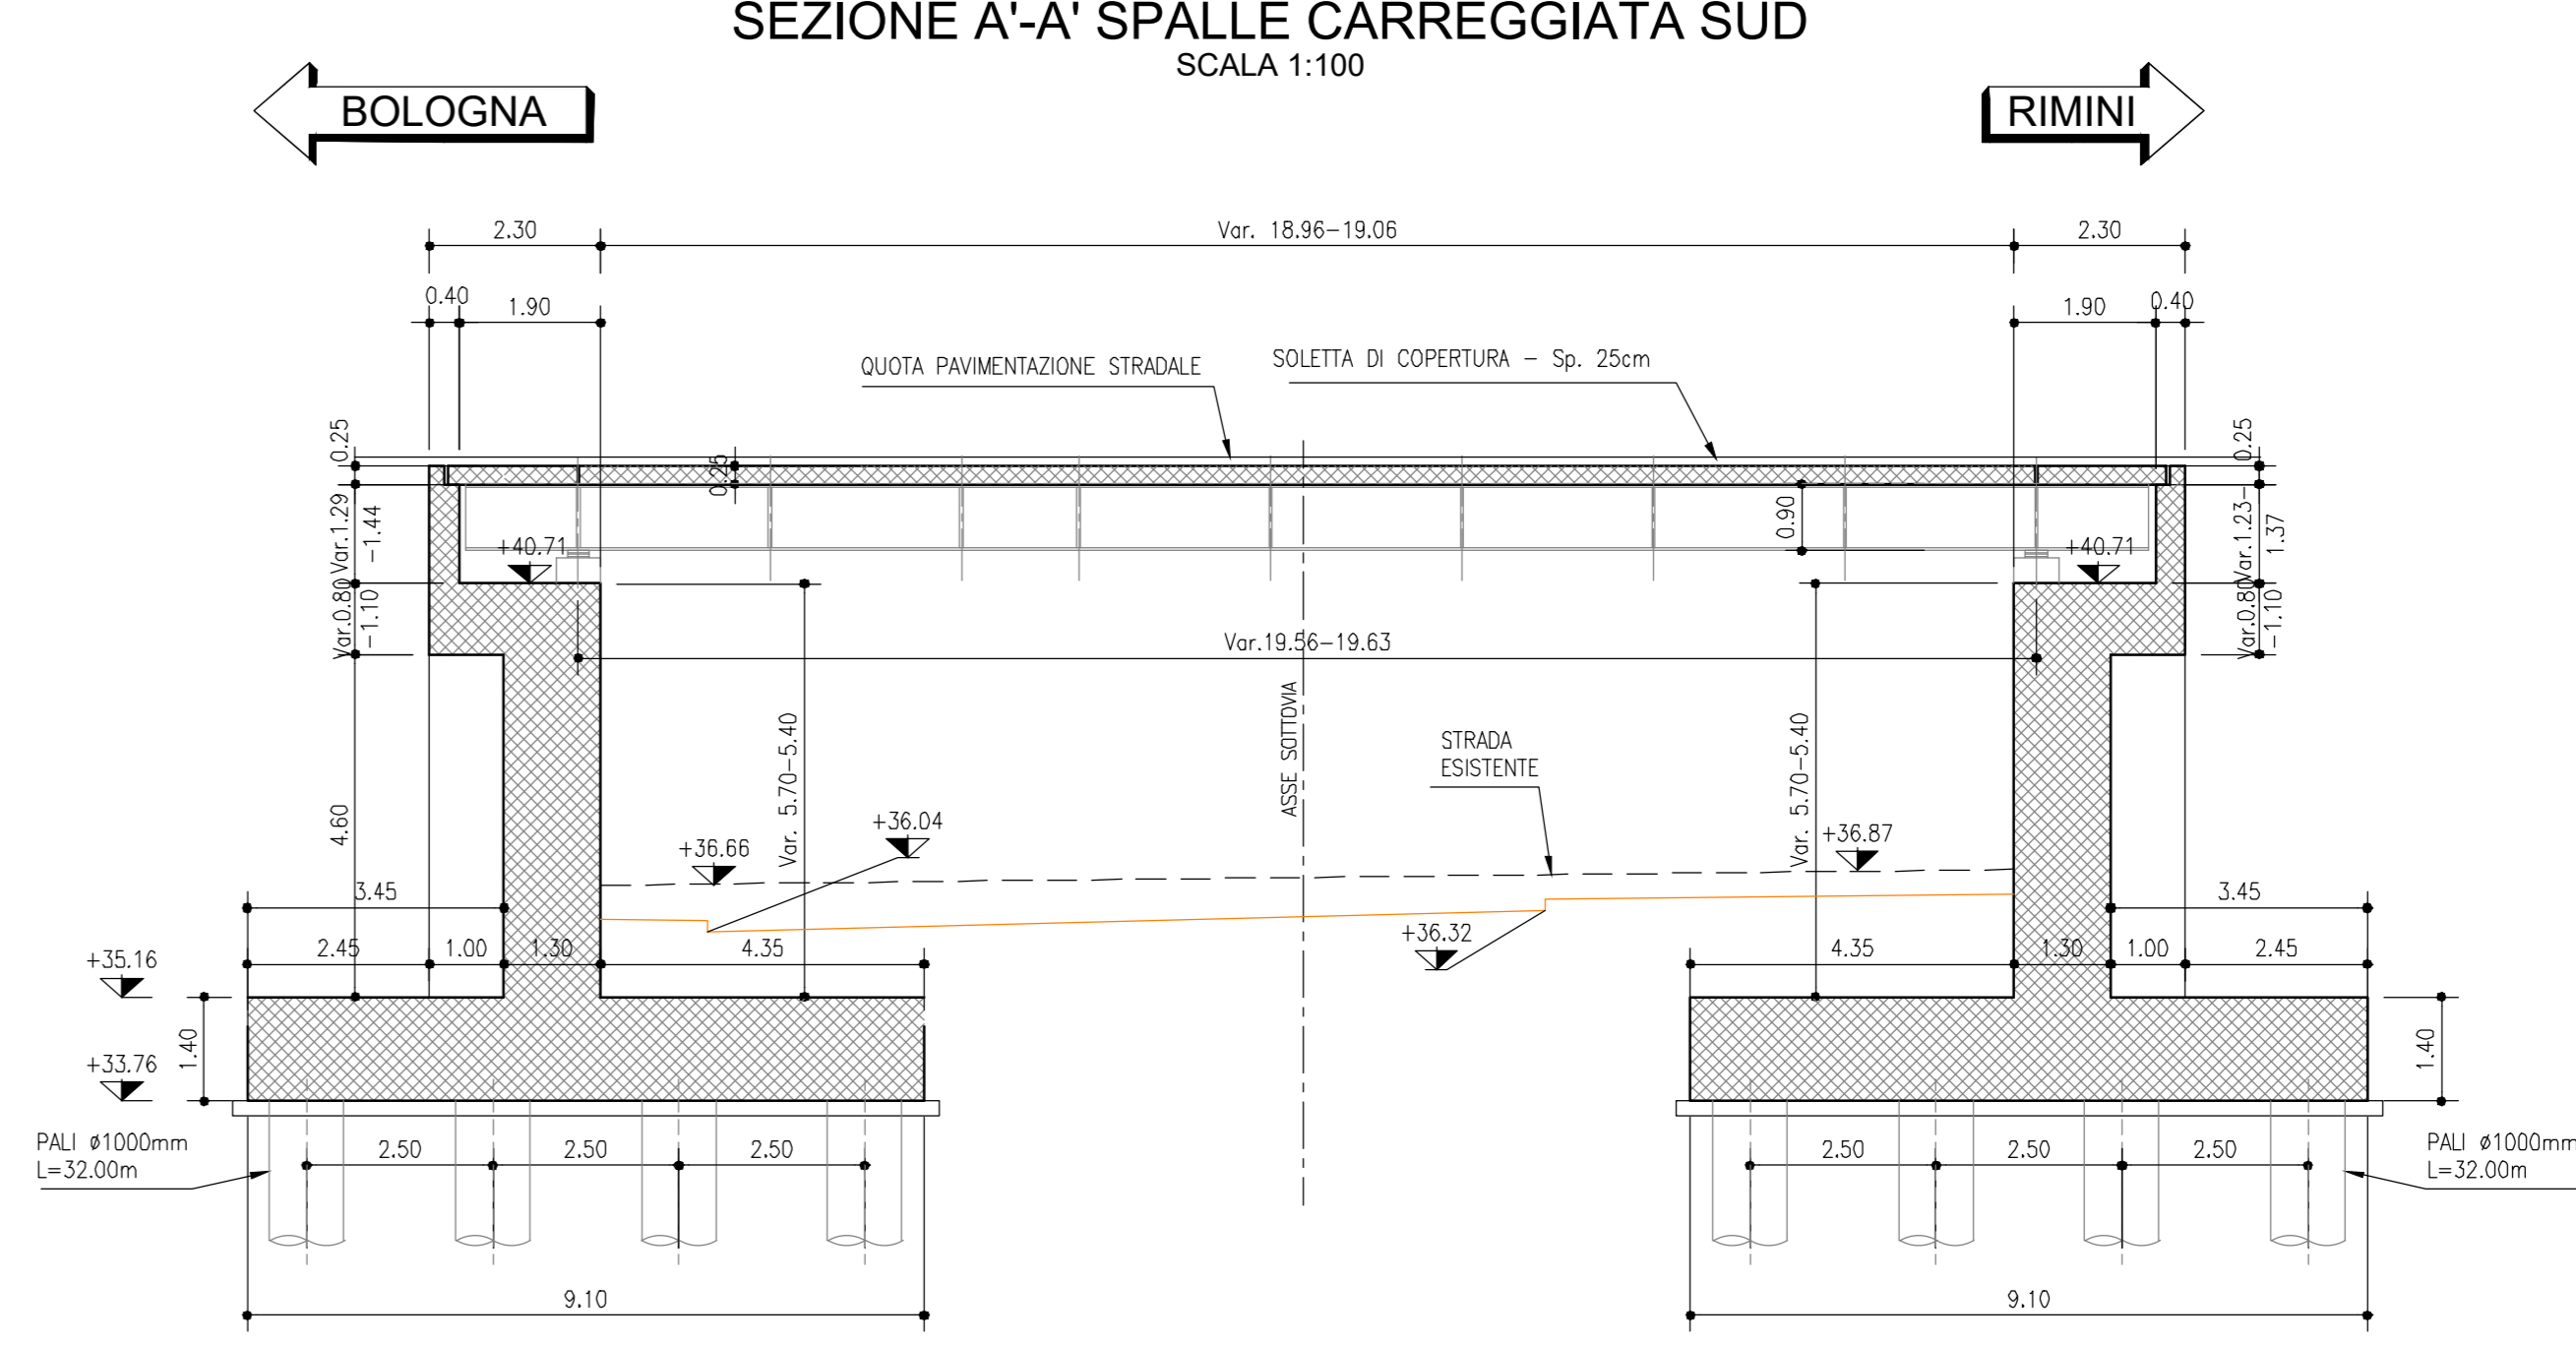 SEZIONE A'-A' SPALLE CARREGGIATA SUD
SCALA 1:100
BOLOGNA
RIMINI
2.30
Var. 18.96-19.06
2.30
0.40
1.90
1.90
0.40
QUOTA PAVIMENTAZIONE STRADALE
SOLETTA DI COPERTURA - Sp. 25cm
0.25
0.25
0.25
Var.1.29
-1.44
0.90
Var.1.23-
1.37
+40.71
+40.71
Var.0.80
-1.10
Var.0.80
-1.10
Var.19.56-19.63
ASSE SOTTOVIA
Var. 5.70-5.40
Var. 5.70-5.40
STRADA
ESISTENTE
4.60
+36.66
+36.04
+36.87
3.45
3.45
+36.32
2.45
1.00
1.30
4.35
4.35
1.30
1.00
2.45
+35.16
1.40
1.40
+33.76
PALI ø1000mm
L=32.00m
2.50
2.50
2.50
2.50
2.50
2.50
PALI ø1000mm
L=32.00m
9.10
9.10